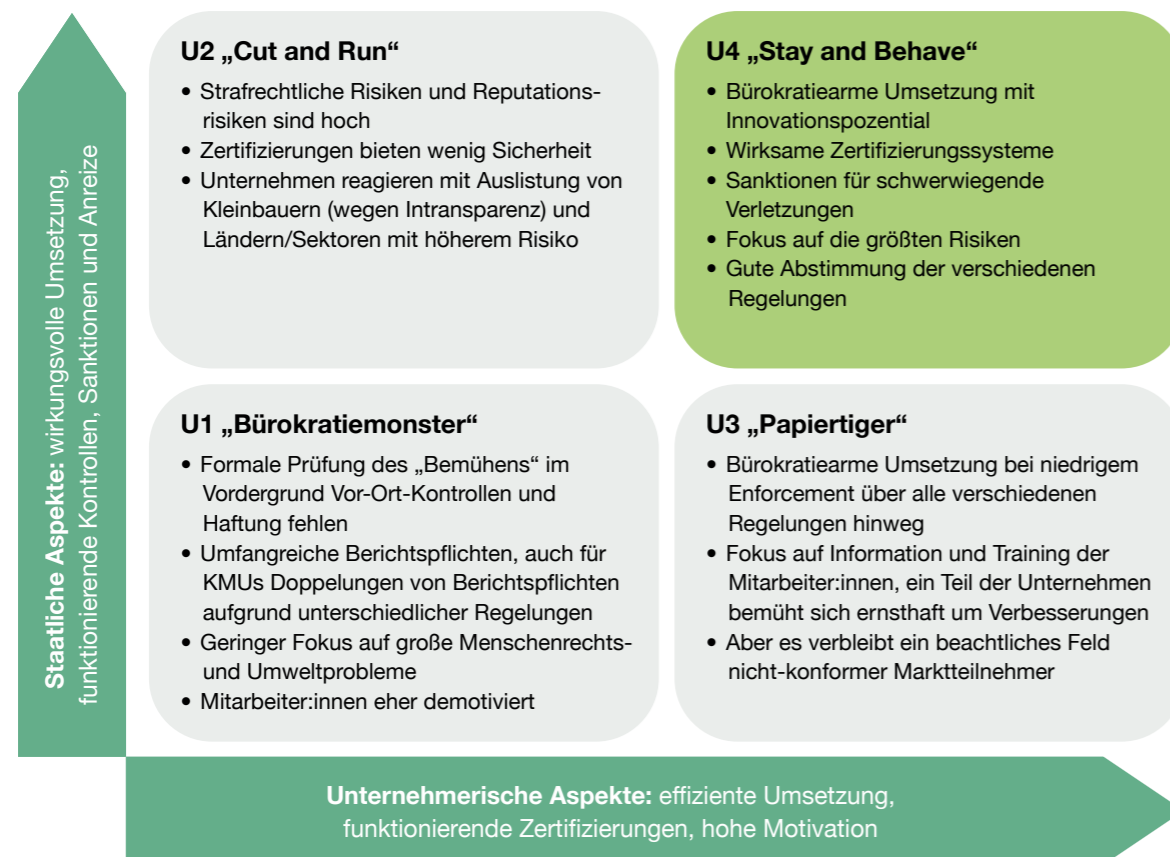 Staatliche Aspekte: wirkungsvolle Umsetzung,
funktionierende Kontrollen, Sanktionen und Anreize
U2 „Cut and Run“
• Strafrechtliche Risiken und Reputations-
risiken sind hoch
• Zertifizierungen bieten wenig Sicherheit
• Unternehmen reagieren mit Auslistung von
Kleinbauern (wegen Intransparenz) und
Ländern/Sektoren mit höherem Risiko
U4 „Stay and Behave“
• Bürokratiearme Umsetzung mit
Innovationspozential
• Wirksame Zertifizierungssysteme
• Sanktionen für schwerwiegende
Verletzungen
• Fokus auf die größten Risiken
• Gute Abstimmung der verschiedenen
Regelungen
U1 „Bürokratiemonster“
• Formale Prüfung des „Bemühens“ im
Vordergrund Vor-Ort-Kontrollen und
Haftung fehlen
• Umfangreiche Berichtspflichten, auch für
KMUs Doppelungen von Berichtspflichten
aufgrund unterschiedlicher Regelungen
• Geringer Fokus auf große Menschenrechts-
und Umweltprobleme
• Mitarbeiter:innen eher demotiviert
U3 „Papiertiger“
• Bürokratiearme Umsetzung bei niedrigem
Enforcement über alle verschiedenen
Regelungen hinweg
• Fokus auf Information und Training der
Mitarbeiter:innen, ein Teil der Unternehmen
bemüht sich ernsthaft um Verbesserungen
• Aber es verbleibt ein beachtliches Feld
nicht-konformer Marktteilnehmer
Unternehmerische Aspekte: effiziente Umsetzung,
funktionierende Zertifizierungen, hohe Motivation